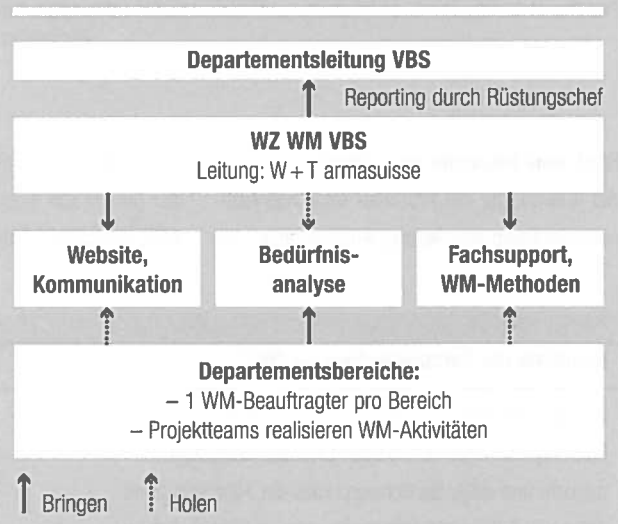 Departementsleitung VBS
Reporting durch Rüstungschef
WZ WM VBS
Leitung: W+T armasuisse
Website,
Kommunikation
Bedürfnis-
analyse
Fachsupport,
WM-Methoden
Departementsbereiche:
– 1 WM-Beauftragter pro Bereich
– Projektteams realisieren WM-Aktivitäten
Bringen
Holen